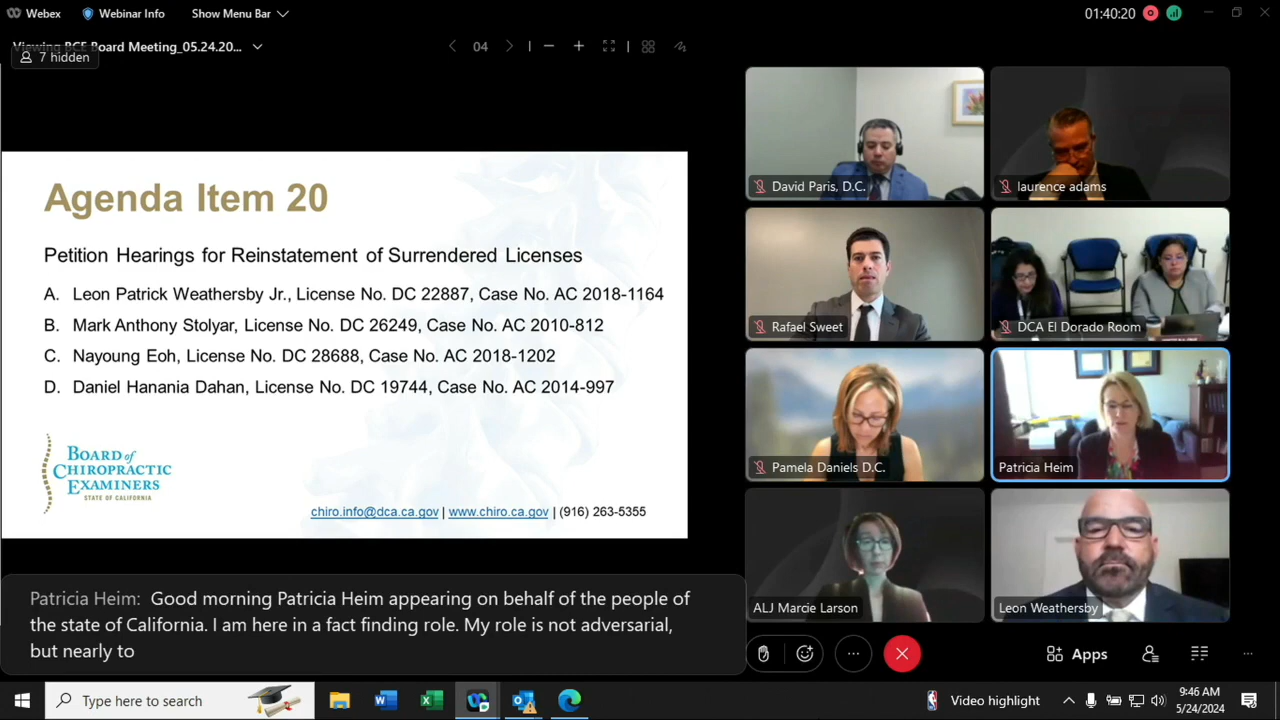 Webex
Webinar Info
Show Menu Bar
01:40:20
Viewing BCE Board Meeting_05.24.20...
7 hidden
04
Agenda Item 20
Petition Hearings for Reinstatement of Surrendered Licenses
A. Leon Patrick Weathersby Jr., License No. DC 22887, Case No. AC 2018-1164
B. Mark Anthony Stolyar, License No. DC 26249, Case No. AC 2010-812
C. Nayoung Eoh, License No. DC 28688, Case No. AC 2018-1202
D. Daniel Hanania Dahan, License No. DC 19744, Case No. AC 2014-997
BOARD of
CHIROPRACTIC
EXAMINERS
STATE OF CALIFORNIA
chiro.info@dca.ca.gov | www.chiro.ca.gov | (916) 263-5355
David Paris, D.C.
laurence adams
Rafael Sweet
DCA El Dorado Room
Pamela Daniels D.C.
Patricia Heim
ALJ Marcie Larson
Leon Weathersby
Patricia Heim: Good morning Patricia Heim appearing on behalf of the people of
the state of California. I am here in a fact finding role. My role is not adversarial,
but nearly to
Apps
Type here to search
Video highlight
9:46 AM
5/24/2024